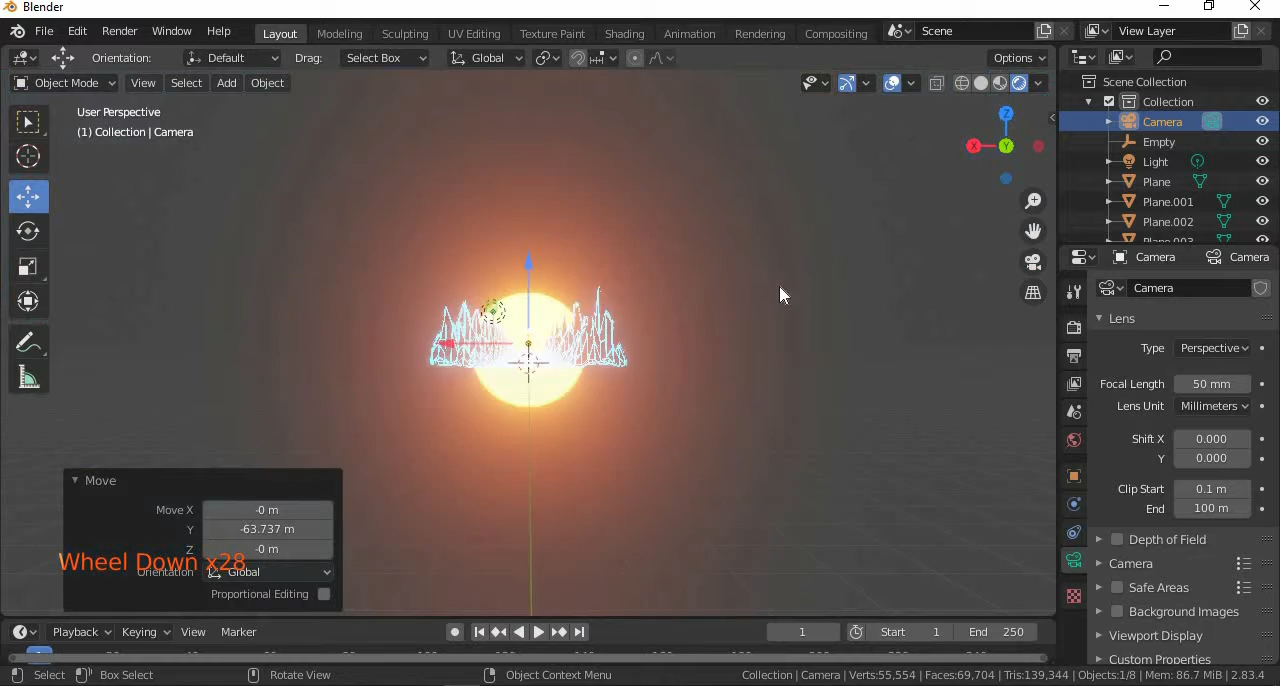 Blender
File Edit Render Window Help
Layout Modeling Sculpting UV Editing Texture Paint Shading Animation Rendering Compositing
Scene
View Layer
Orientation: Default Drag: Select Box Global Options
Object Mode View Select Add Object
User Perspective
(1) Collection | Camera
Z
X
Y
Scene Collection
Collection
Camera
Empty
Light
Plane
Plane.001
Plane.002
Plane.003
Camera Camera
Camera
Lens
Type Perspective
Focal Length 50 mm
Lens Unit Millimeters
Shift X 0.000
Y 0.000
Clip Start 0.1 m
End 100 m
Depth of Field
Camera
Safe Areas
Background Images
Viewport Display
Custom Properties
Move
Move X -0 m
Y -63.737 m
Z -0 m
Wheel Down x28
Orientation Global
Proportional Editing
Playback Keying View Marker
1 Start 1 End 250
Select Box Select Rotate View Object Context Menu
Collection | Camera | Verts:55,554 | Faces:69,704 | Tris:139,344 | Objects:1/8 | Mem: 86.7 MiB | 2.83.4